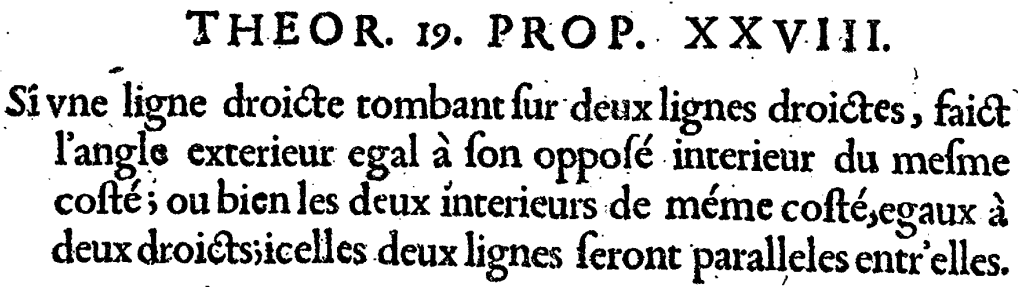 THEOR. 19. PROP. XXVIII.
Si vne ligne droicte tombant ſur deux lignes droictes, faict
l'angle exterieur egal à ſon oppoſé interieur du meſme
coſté; ou bien les deux interieurs de méme coſté, egaux à
deux droicts; icelles deux lignes ſeront paralleles entr'elles.